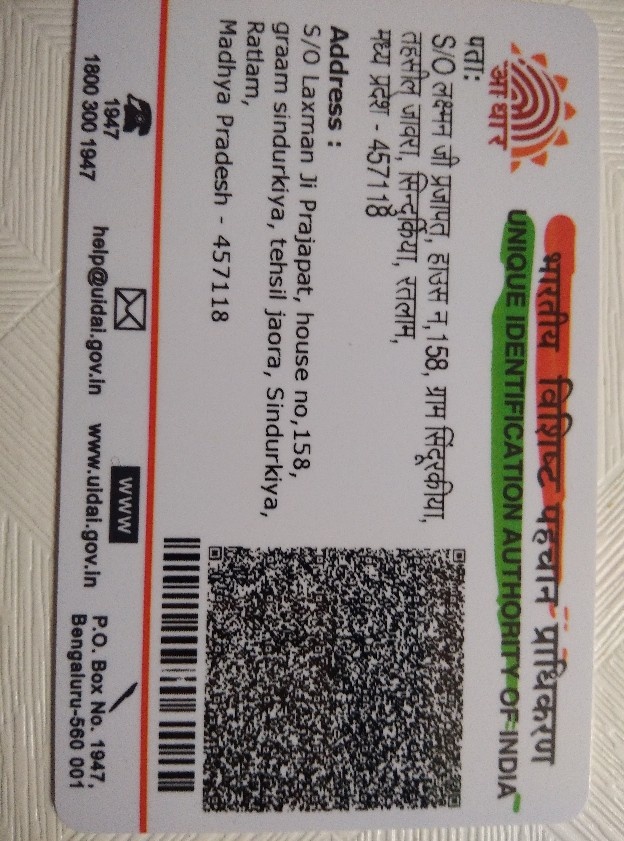 आधार
भारतीय विशिष्ट पहचान प्राधिकरण
UNIQUE IDENTIFICATION AUTHORITY OF INDIA
पता:
S/O लक्ष्मन जी प्रजापत, हाउस न,158, ग्राम सिंदूरकीया,
तहसील जावरा, सिन्दुर्किया, रतलाम,
मध्य प्रदेश - 457118
Address :
S/O Laxman Ji Prajapat, house no,158,
graam sindurkiya, tehsil jaora, Sindurkiya,
Ratlam,
Madhya Pradesh - 457118
1947
1800 300 1947
help@uidai.gov.in
WWW
www.uidai.gov.in
P.O. Box No. 1947,
Bengaluru-560 001